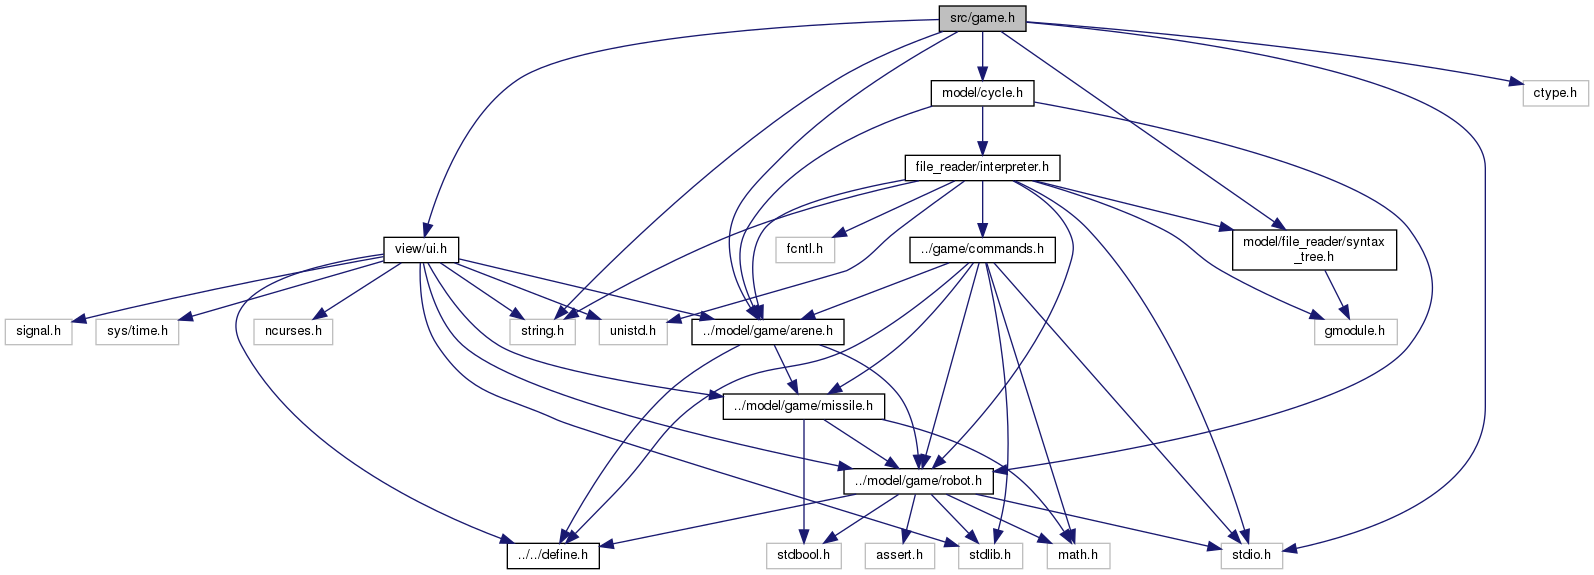 src/game.h
model/cycle.h
ctype.h
file_reader/interpreter.h
view/ui.h
fcntl.h
../game/commands.h
model/file_reader/syntax
_tree.h
signal.h
sys/time.h
ncurses.h
string.h
unistd.h
../model/game/arene.h
gmodule.h
../model/game/missile.h
../model/game/robot.h
../../define.h
stdbool.h
assert.h
stdlib.h
math.h
stdio.h